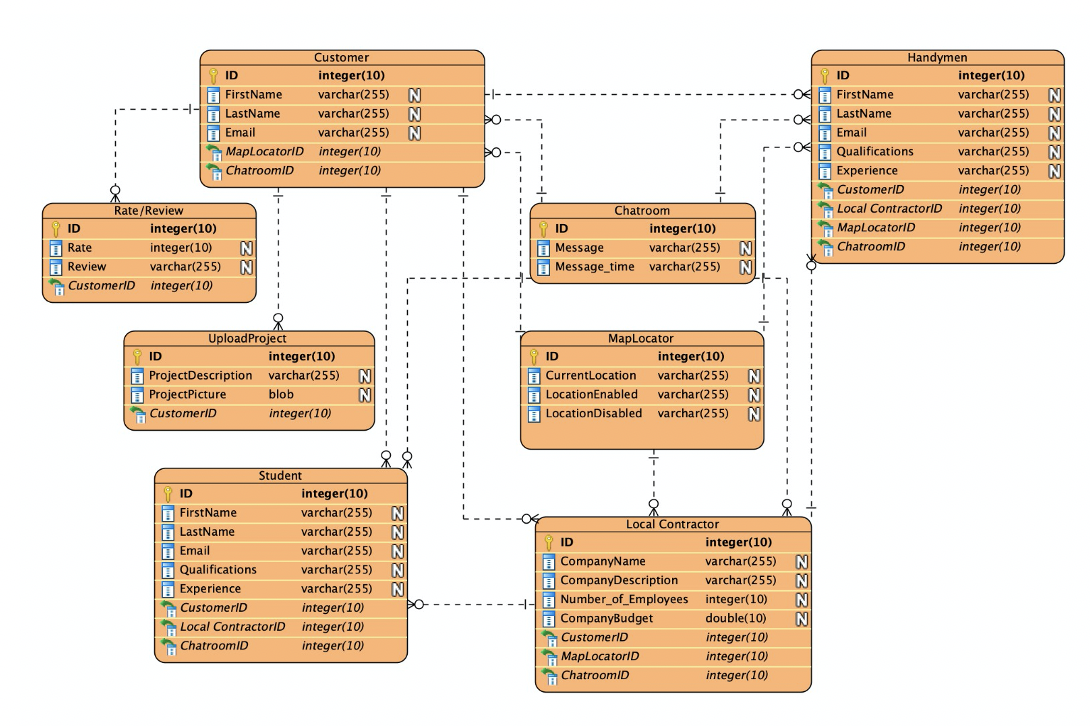 Customer
ID integer(10)
FirstName varchar(255) N
LastName varchar(255) N
Email varchar(255) N
MapLocatorID integer(10)
ChatroomID integer(10)
Handymen
ID integer(10)
FirstName varchar(255) N
LastName varchar(255) N
Email varchar(255) N
Qualifications varchar(255) N
Experience varchar(255) N
CustomerID integer(10)
Local ContractorID integer(10)
MapLocatorID integer(10)
ChatroomID integer(10)
Rate/Review
ID integer(10)
Rate integer(10) N
Review varchar(255) N
CustomerID integer(10)
Chatroom
ID integer(10)
Message varchar(255) N
Message_time varchar(255) N
UploadProject
ID integer(10)
ProjectDescription varchar(255) N
ProjectPicture blob N
CustomerID integer(10)
MapLocator
ID integer(10)
CurrentLocation varchar(255) N
LocationEnabled varchar(255) N
LocationDisabled varchar(255) N
Student
ID integer(10)
FirstName varchar(255) N
LastName varchar(255) N
Email varchar(255) N
Qualifications varchar(255) N
Experience varchar(255) N
CustomerID integer(10)
Local ContractorID integer(10)
ChatroomID integer(10)
Local Contractor
ID integer(10)
CompanyName varchar(255) N
CompanyDescription varchar(255) N
Number_of_Employees integer(10) N
CompanyBudget double(10) N
CustomerID integer(10)
MapLocatorID integer(10)
ChatroomID integer(10)